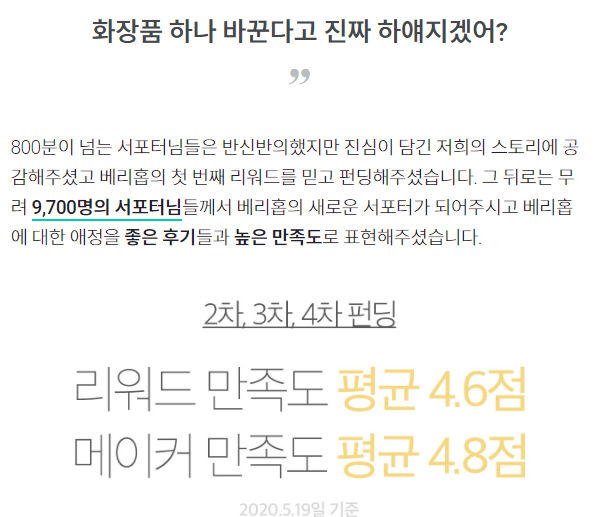 화장품 하나 바꾼다고 진짜 하얘지겠어?
”
800분이 넘는 서포터님들은 반신반의했지만 진심이 담긴 저희의 스토리에 공
감해주셨고 베리홉의 첫 번째 리워드를 믿고 펀딩해주셨습니다. 그 뒤로는 무
려 9,700명의 서포터님들께서 베리홉의 새로운 서포터가 되어주시고 베리홉
에 대한 애정을 좋은 후기들과 높은 만족도로 표현해주셨습니다.
2차, 3차, 4차 펀딩
리워드 만족도 평균 4.6점
메이커 만족도 평균 4.8점
2020.5.19일 기준